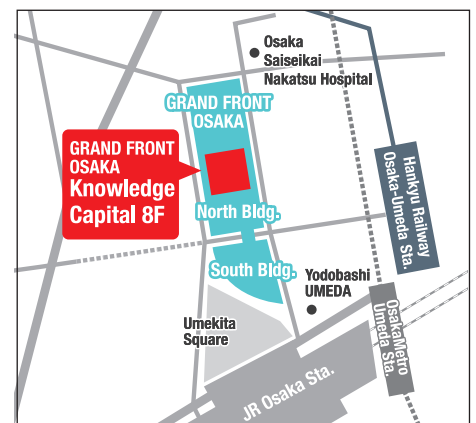 Osaka
Saiseikai
Nakatsu Hospital
GRAND FRONT
OSAKA
GRAND FRONT
OSAKA
Knowledge
Capital 8F
North Bldg.
Hankyu Railway
Osaka-Umeda Sta.
South Bldg.
Yodobashi
UMEDA
Umekita
Square
OsakaMetro
Umeda Sta.
JR Osaka Sta.